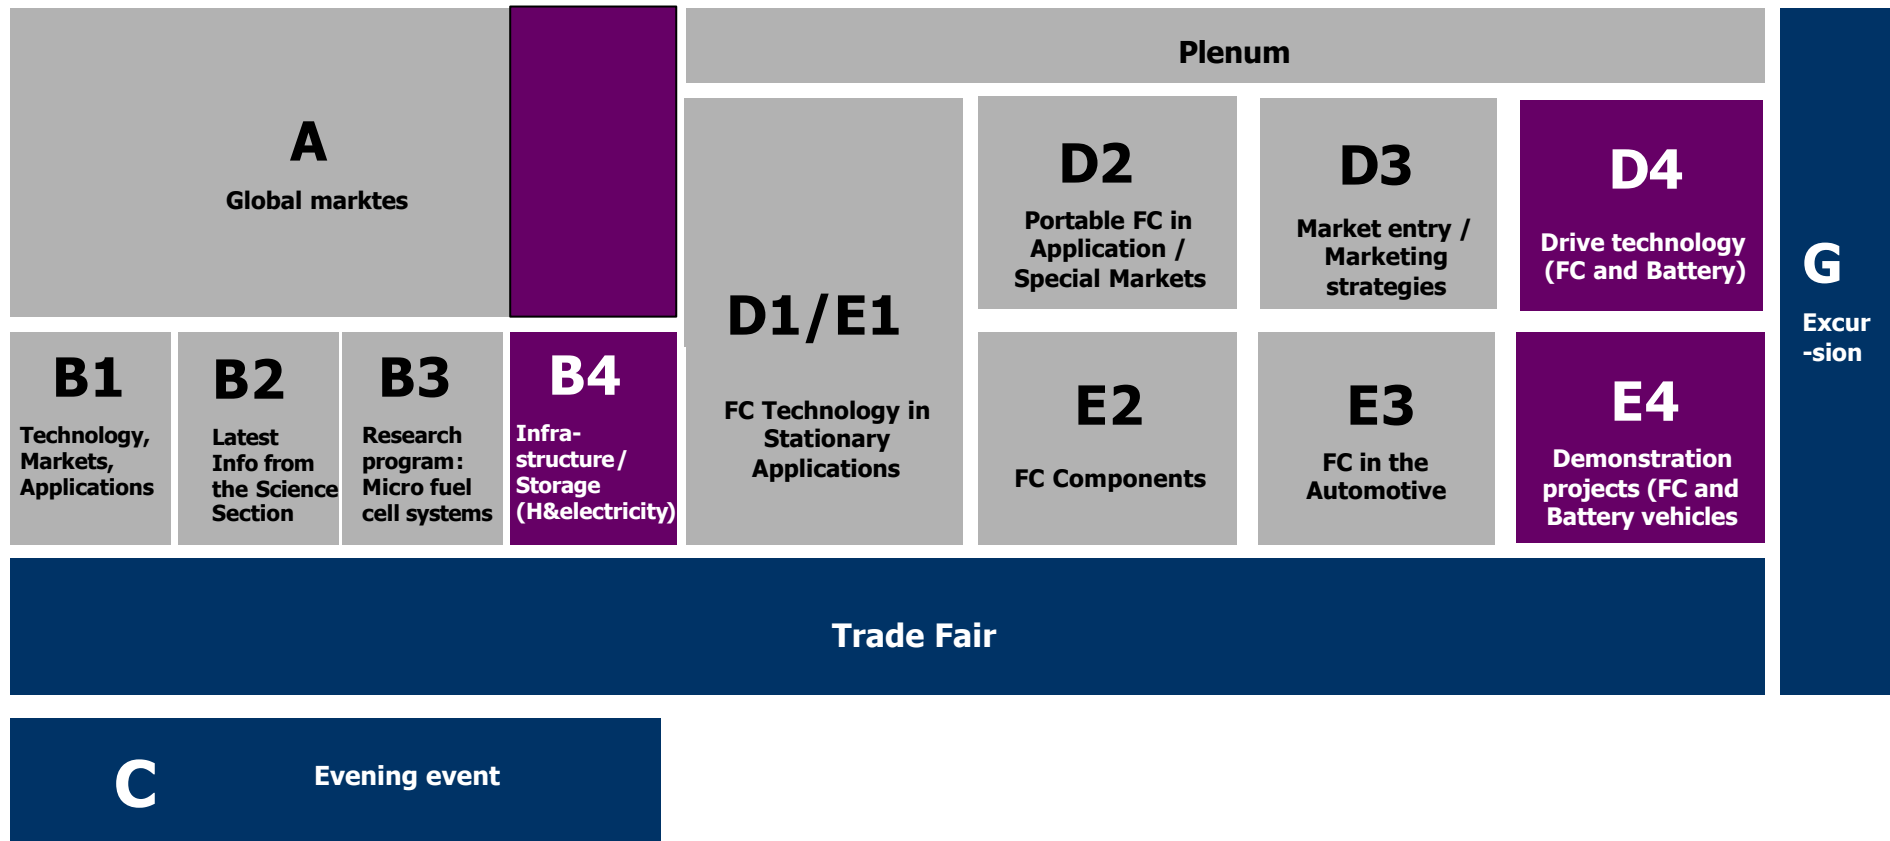 A
Global marktes
Plenum
B1
Technology,
Markets,
Applications
B2
Latest
Info from
the Science
Section
B3
Research
program:
Micro fuel
cell systems
B4
Infra-
structure/
Storage
(H&electricity)
D1/E1
FC Technology in
Stationary
Applications
D2
Portable FC in
Application /
Special Markets
D3
Market entry /
Marketing
strategies
D4
Drive technology
(FC and Battery)
E2
FC Components
E3
FC in the
Automotive
E4
Demonstration
projects (FC and
Battery vehicles
G
Excur
-sion
Trade Fair
C
Evening event